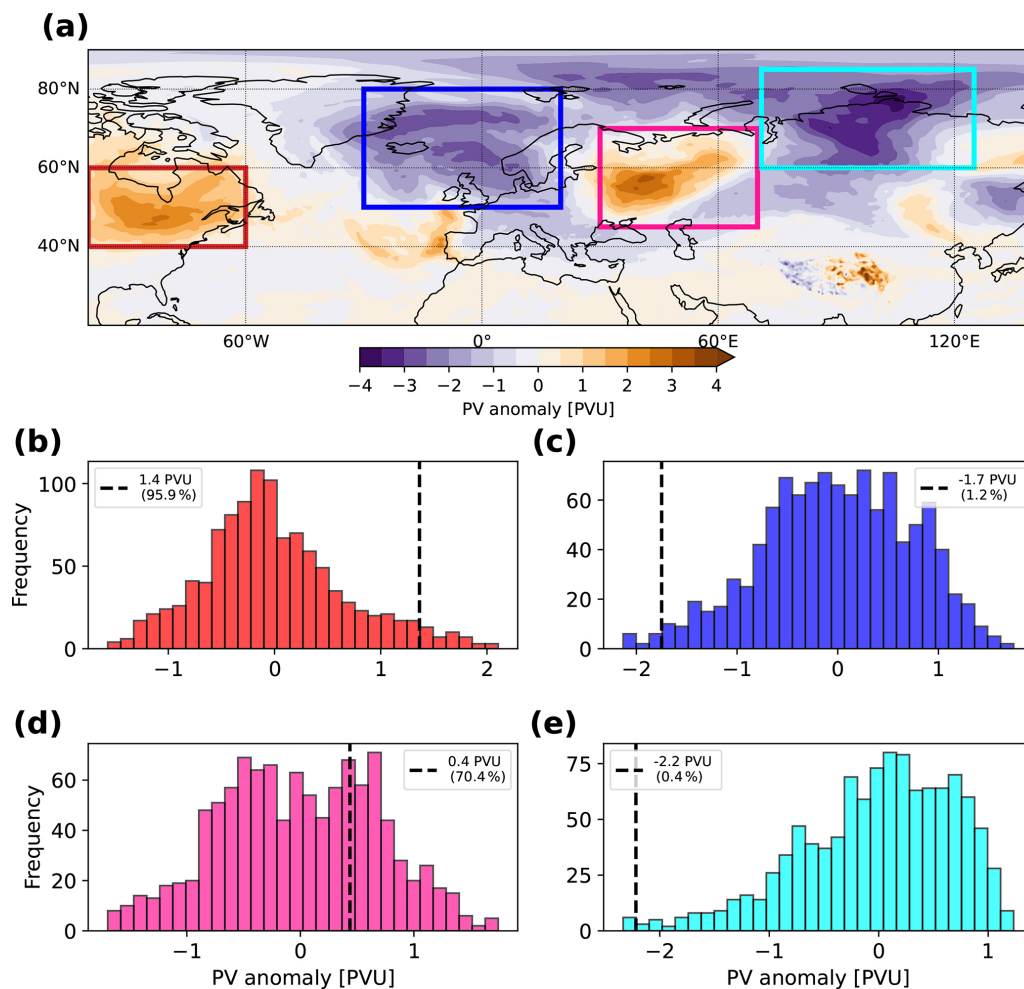 (a)
80°N
60°N
40°N
60°W 0° 60°E 120°E
−4 −3 −2 −1 0 1 2 3 4
PV anomaly [PVU]
(b)
1.4 PVU
(95.9 %)
Frequency
100
50
0
−1 0 1 2
(c)
-1.7 PVU
(1.2 %)
60
40
20
0
−2 −1 0 1
(d)
0.4 PVU
(70.4 %)
Frequency
60
40
20
0
−1 0 1
PV anomaly [PVU]
(e)
-2.2 PVU
(0.4 %)
75
50
25
0
−2 −1 0 1
PV anomaly [PVU]